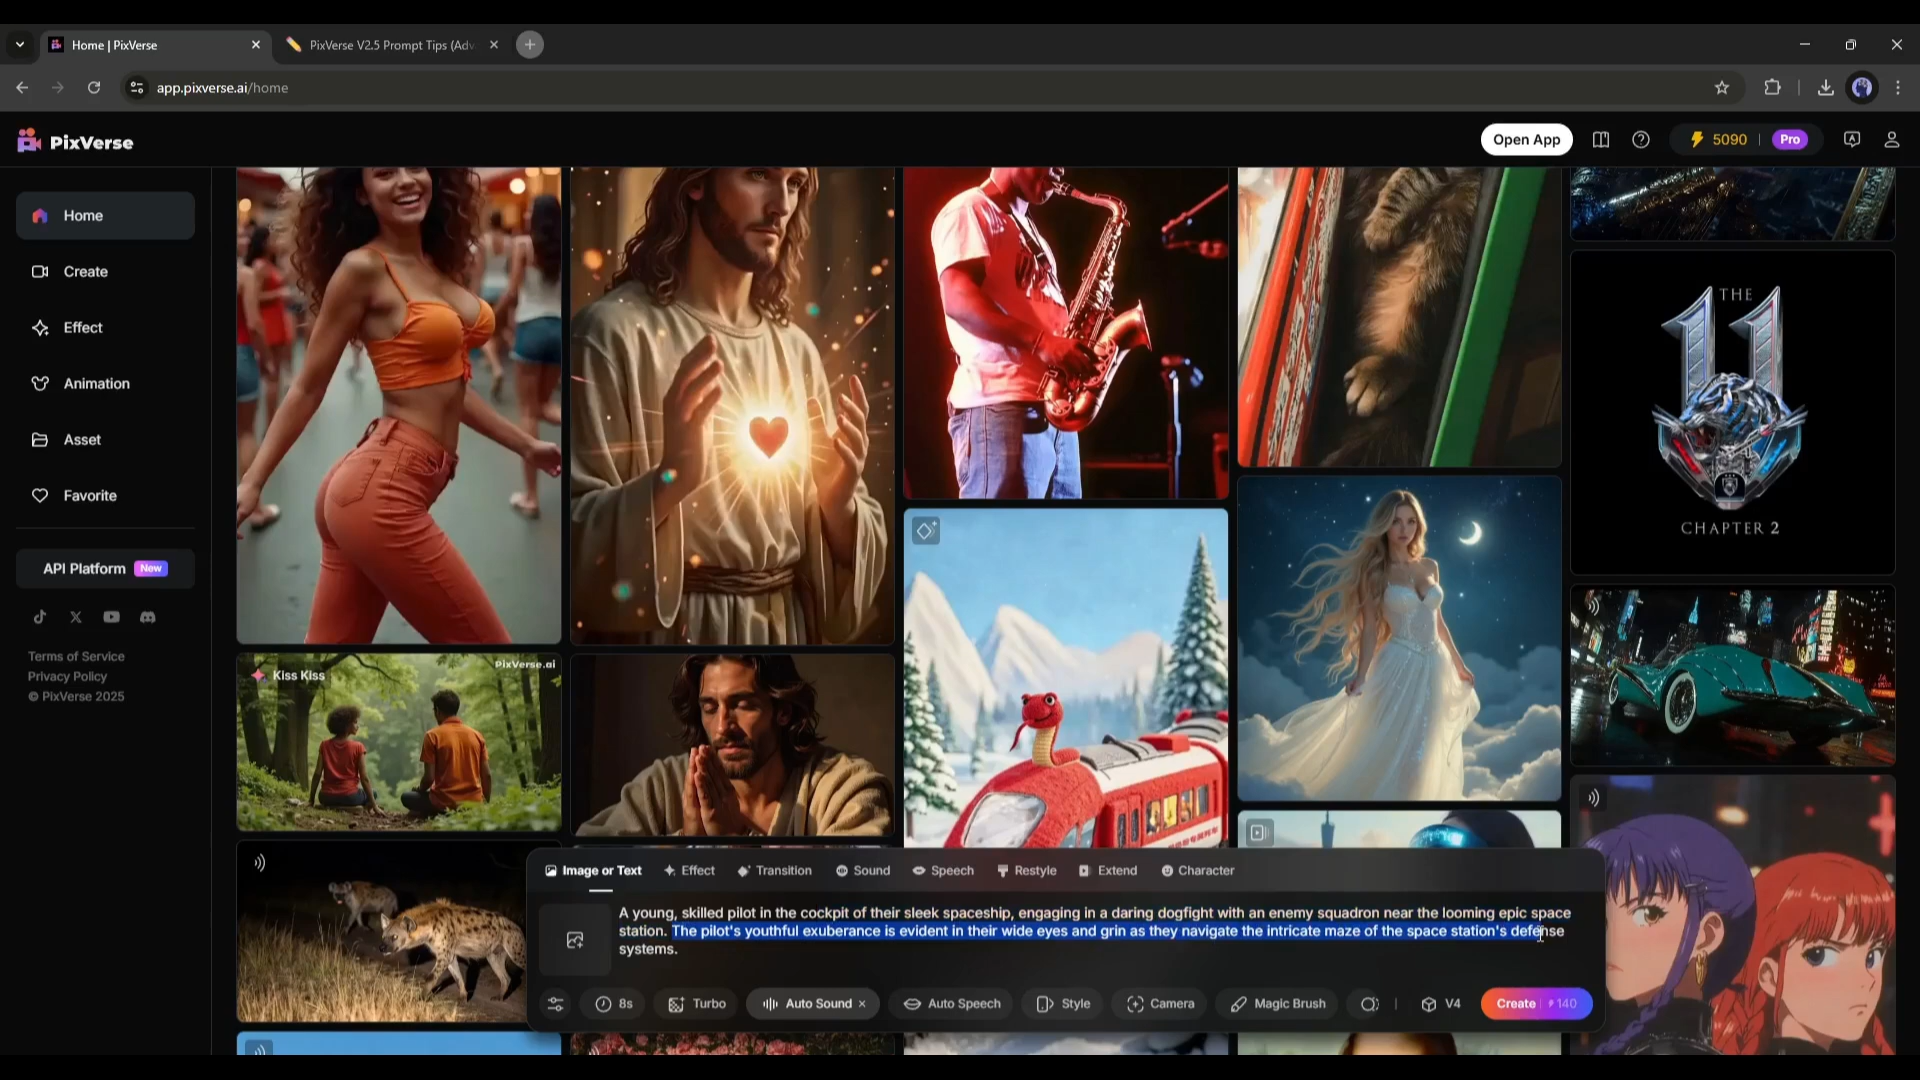 Home | PixVerse
PixVerse V2.5 Prompt Tips (Adv
app.pixverse.ai/home
PixVerse
Open App
5090
Pro
Home
Create
Effect
Animation
Asset
Favorite
API Platform New
Terms of Service
Privacy Policy
© PixVerse 2025
THE
11
CHAPTER 2
Kiss Kiss
PixVerse.ai
Image or Text
Effect
Transition
Sound
Speech
Restyle
Extend
Character
A young, skilled pilot in the cockpit of their sleek spaceship, engaging in a daring dogfight with an enemy squadron near the looming epic space
station. The pilot's youthful exuberance is evident in their wide eyes and grin as they navigate the intricate maze of the space station's defense
systems.
8s
Turbo
Auto Sound
Auto Speech
Style
Camera
Magic Brush
V4
Create 140